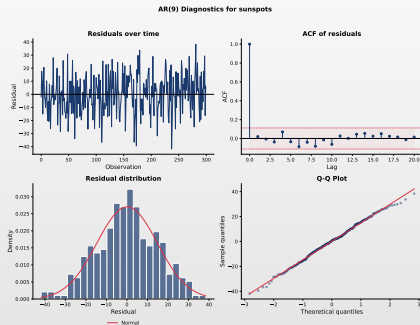 AR(9) Diagnostics for sunspots
Residuals over time
Residual
40
30
20
10
0
−10
−20
−30
−40
0 50 100 150 200 250 300
Observation
ACF of residuals
ACF
1.0
0.8
0.6
0.4
0.2
0.0
0.0 2.5 5.0 7.5 10.0 12.5 15.0 17.5 20.0
Lag
Residual distribution
Density
0.030
0.025
0.020
0.015
0.010
0.005
0.000
−40 −30 −20 −10 0 10 20 30 40
Residual
Normal
Q-Q Plot
Sample quantiles
40
20
0
−20
−40
−3 −2 −1 0 1 2 3
Theoretical quantiles